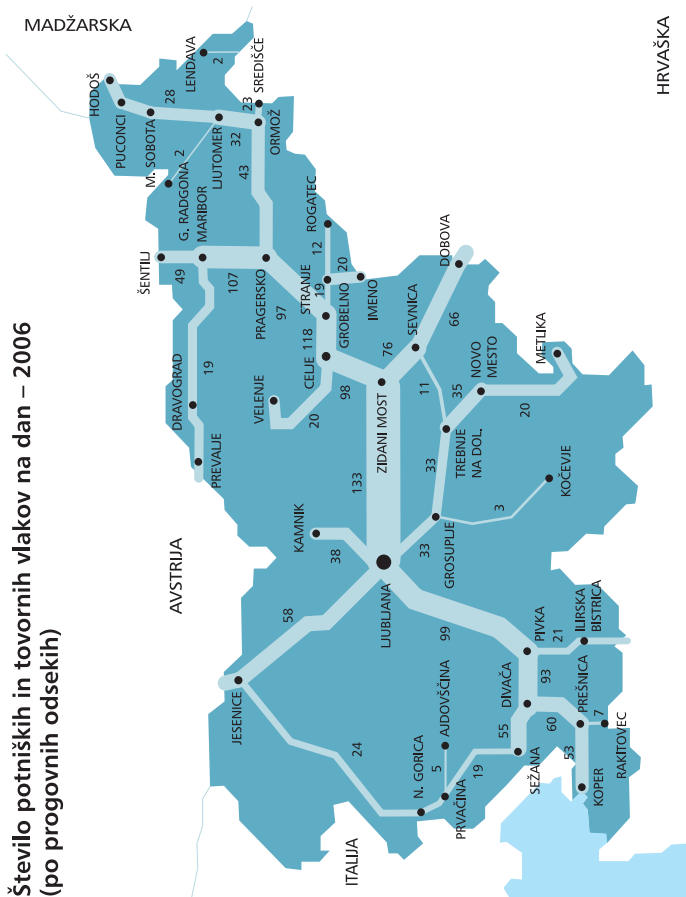 Število potniških in tovornih vlakov na dan – 2006
(po progovnih odsekih)
MADŽARSKA
AVSTRIJA
ITALIJA
HRVAŠKA
HODOŠ
PUCONCI
M. SOBOTA
28
LENDAVA
2
SREDIŠČE
23
2
G. RADGONA
LJUTOMER
32
ORMOŽ
43
ŠENTILJ
49
MARIBOR
107
PRAGERSKO
97
ROGATEC
12
STRANJE
19
20
IMENO
GROBELNO
118
CELJE
98
DOBOVA
66
SEVNICA
76
ZIDANI MOST
11
DRAVOGRAD
19
PREVALJE
VELENJE
20
133
NOVO
MESTO
35
METLIKA
20
TREBNJE
NA DOL.
33
KOČEVJE
3
GROSUPLJE
33
KAMNIK
38
LJUBLJANA
58
JESENICE
24
99
PIVKA
21
ILIRSKA
BISTRICA
93
DIVAČA
60
PREŠNICA
7
RAKITOVEC
53
KOPER
55
SEŽANA
19
AJDOVŠČINA
5
PRVAČINA
N. GORICA